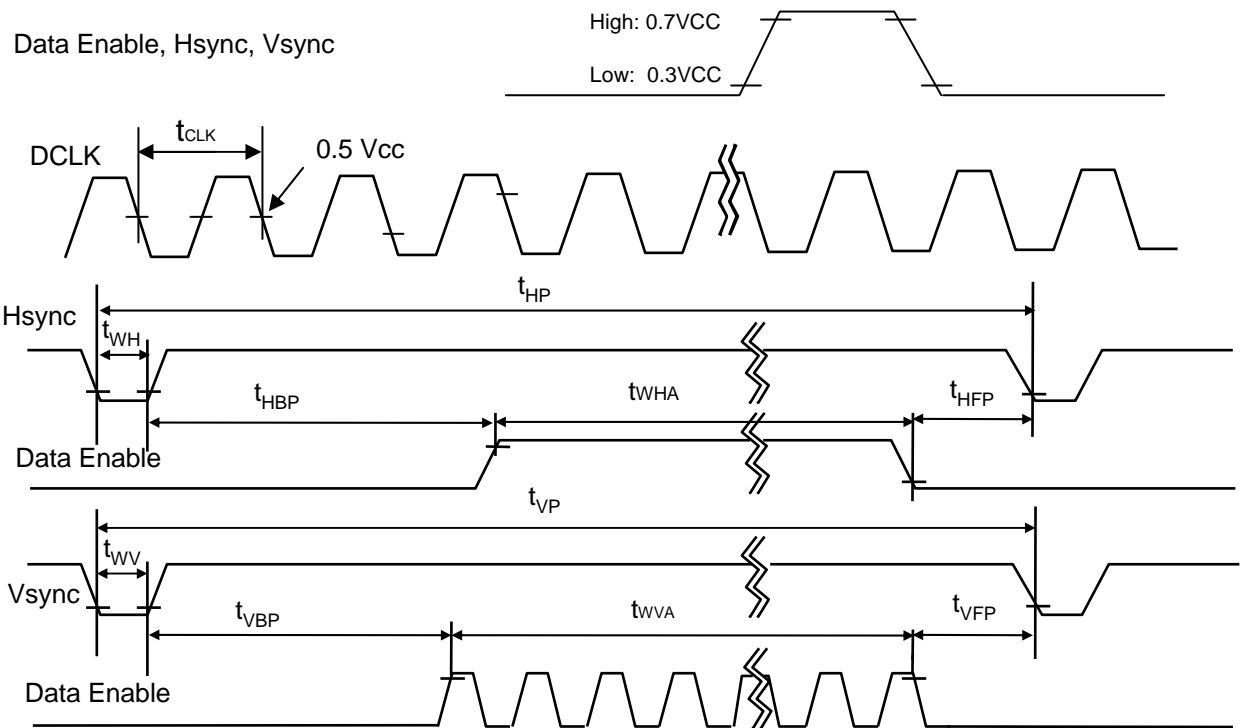 High: 0.7VCC
Data Enable, Hsync, Vsync
Low: 0.3VCC
tCLK
DCLK
0.5 Vcc
tHP
Hsync
tWH
tHBP
tWHA
tHFP
Data Enable
tVP
tWV
Vsync
tVBP
tWVA
tVFP
Data Enable